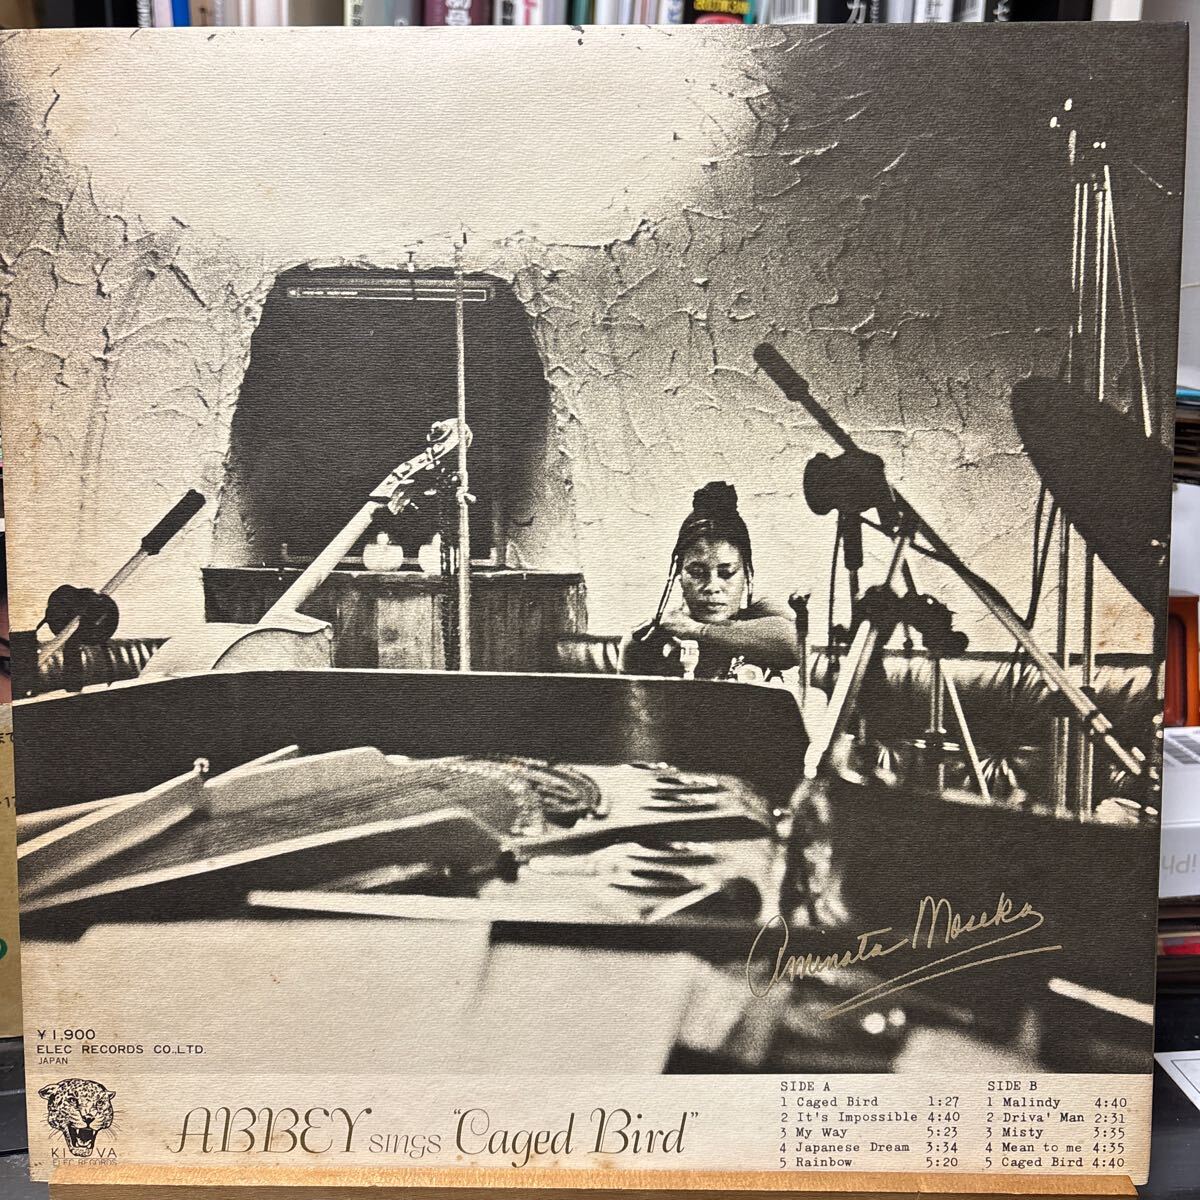 Aminata Moseka
¥1,900
ELEC RECORDS CO.,LTD.
JAPAN
ELEC RECORDS
ABBEY SINGS "Caged Bird"
SIDE A
1 Caged Bird 1:27
2 It's Impossible 4:40
3 My Way 5:23
4 Japanese Dream 3:34
5 Rainbow 5:20
SIDE B
1 Malindy 4:40
2 Driva' Man 2:31
3 Misty 3:35
4 Mean to me 4:35
5 Caged Bird 4:40